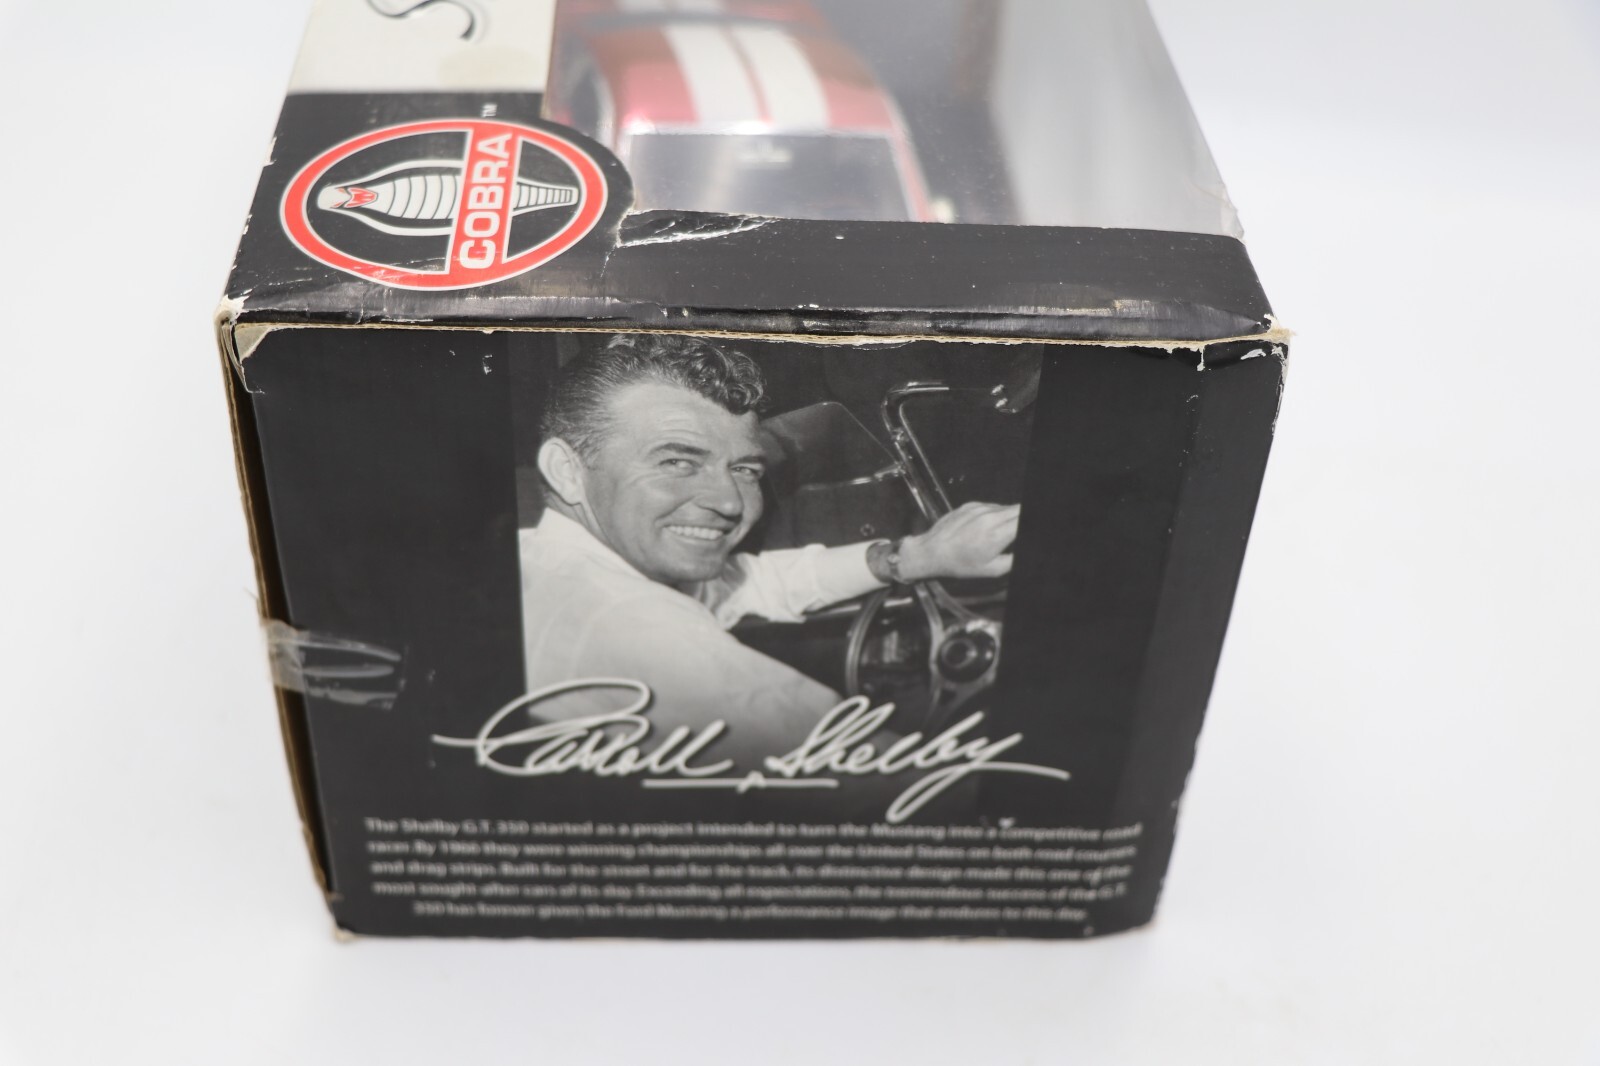 S
COBRA
TM
Carroll Shelby
The Shelby G.T. 350 started as a project intended to turn the Mustang into a competitive road
racer. By 1966 they were winning championships all over the United States on both road courses
and drag strips. Built for the street and for the track, its distinctive design made this one of the
most sought after cars of its day. Exceeding all expectations, the tremendous success of the G.T.
350 has forever given the Ford Mustang a performance image that endures to this day.